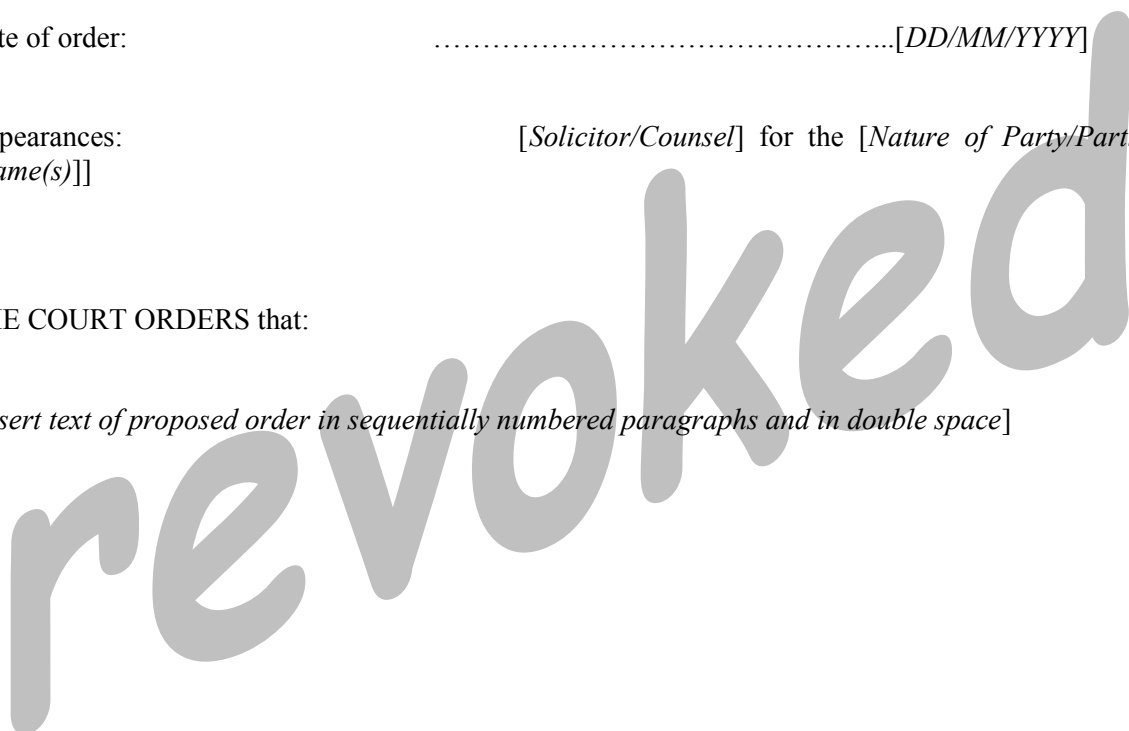 te of order: …………………………………………...[DD/MM/YYYY]
pearances: [Solicitor/Counsel] for the [Nature of Party/Part
ame(s)]]
IE COURT ORDERS that:
sert text of proposed order in sequentially numbered paragraphs and in double space]
revoked